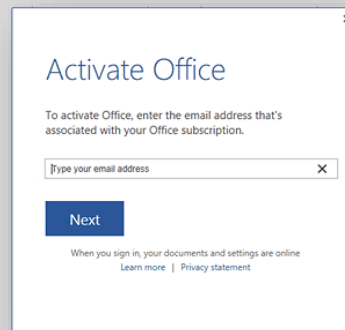 Activate Office
To activate Office, enter the email address that's
associated with your Office subscription.
Type your email address
Next
When you sign in, your documents and settings are online
Learn more | Privacy statement